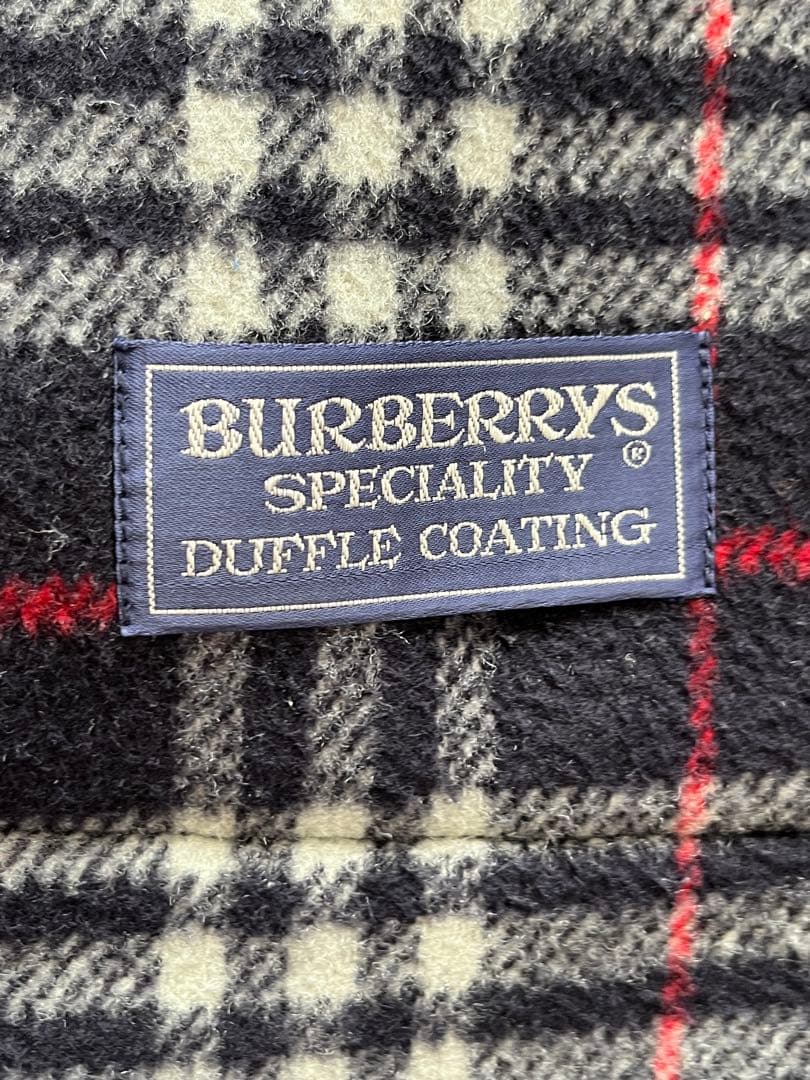 BURBERRYS
SPECIALITY ®
DUFFLE COATING